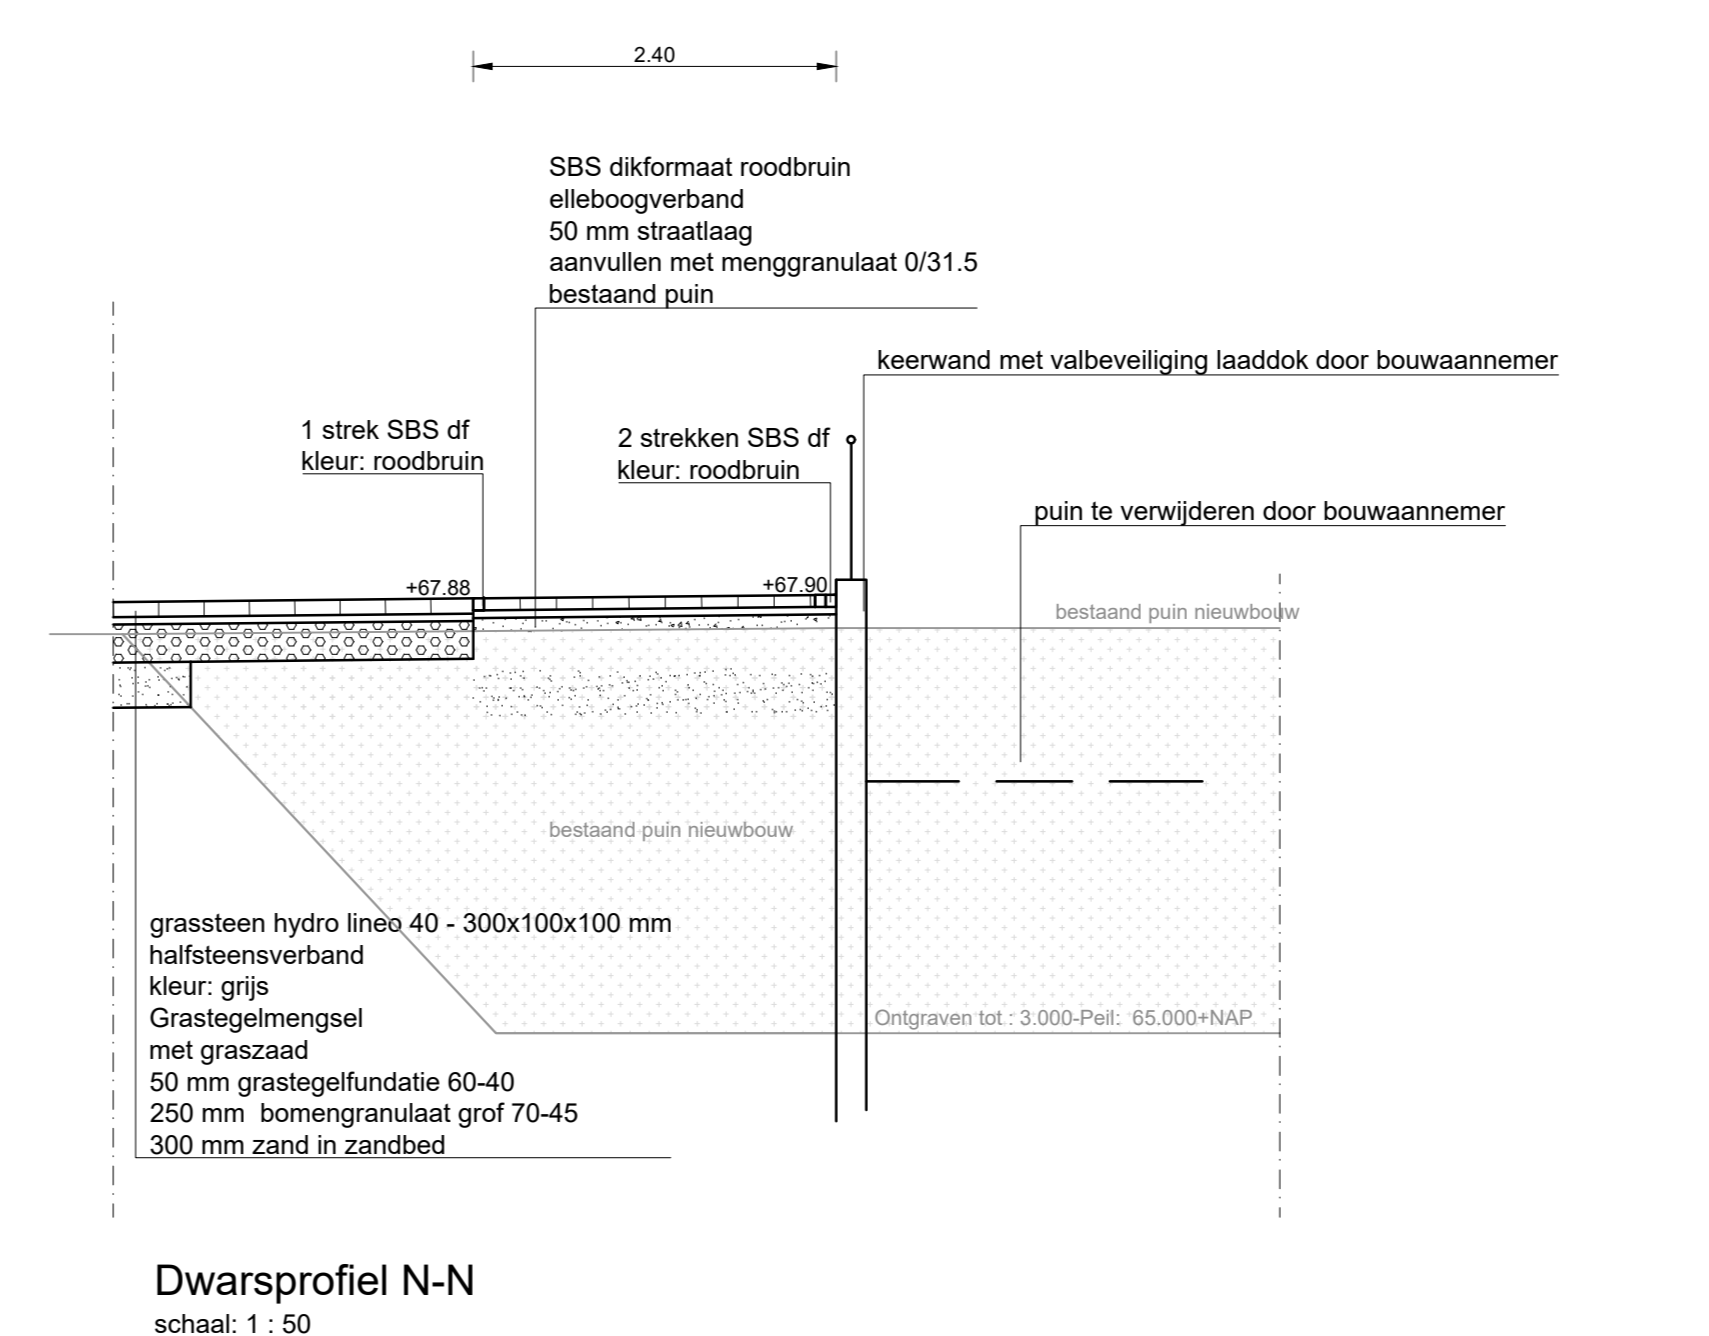 2.40
SBS dikformaat roodbruin
elleboogverband
50 mm straatlaag
aanvullen met menggranulaat 0/31.5
bestaand puin
keerwand met valbeveiliging laaddok door bouwaannemer
1 strek SBS df
kleur: roodbruin
2 strekken SBS df
kleur: roodbruin
puin te verwijderen door bouwaannemer
+67.88
+67.90
bestaand puin nieuwbouw
bestaand puin nieuwbouw
grassteen hydro lineo 40 - 300x100x100 mm
halfsteensverband
kleur: grijs
Grastegelmengsel
met graszaad
50 mm grastegelfundatie 60-40
250 mm  bomengranulaat grof 70-45
300 mm zand in zandbed
Ontgraven tot : 3.000-Peil:  65.000+NAP
Dwarsprofiel N-N
schaal: 1 : 50